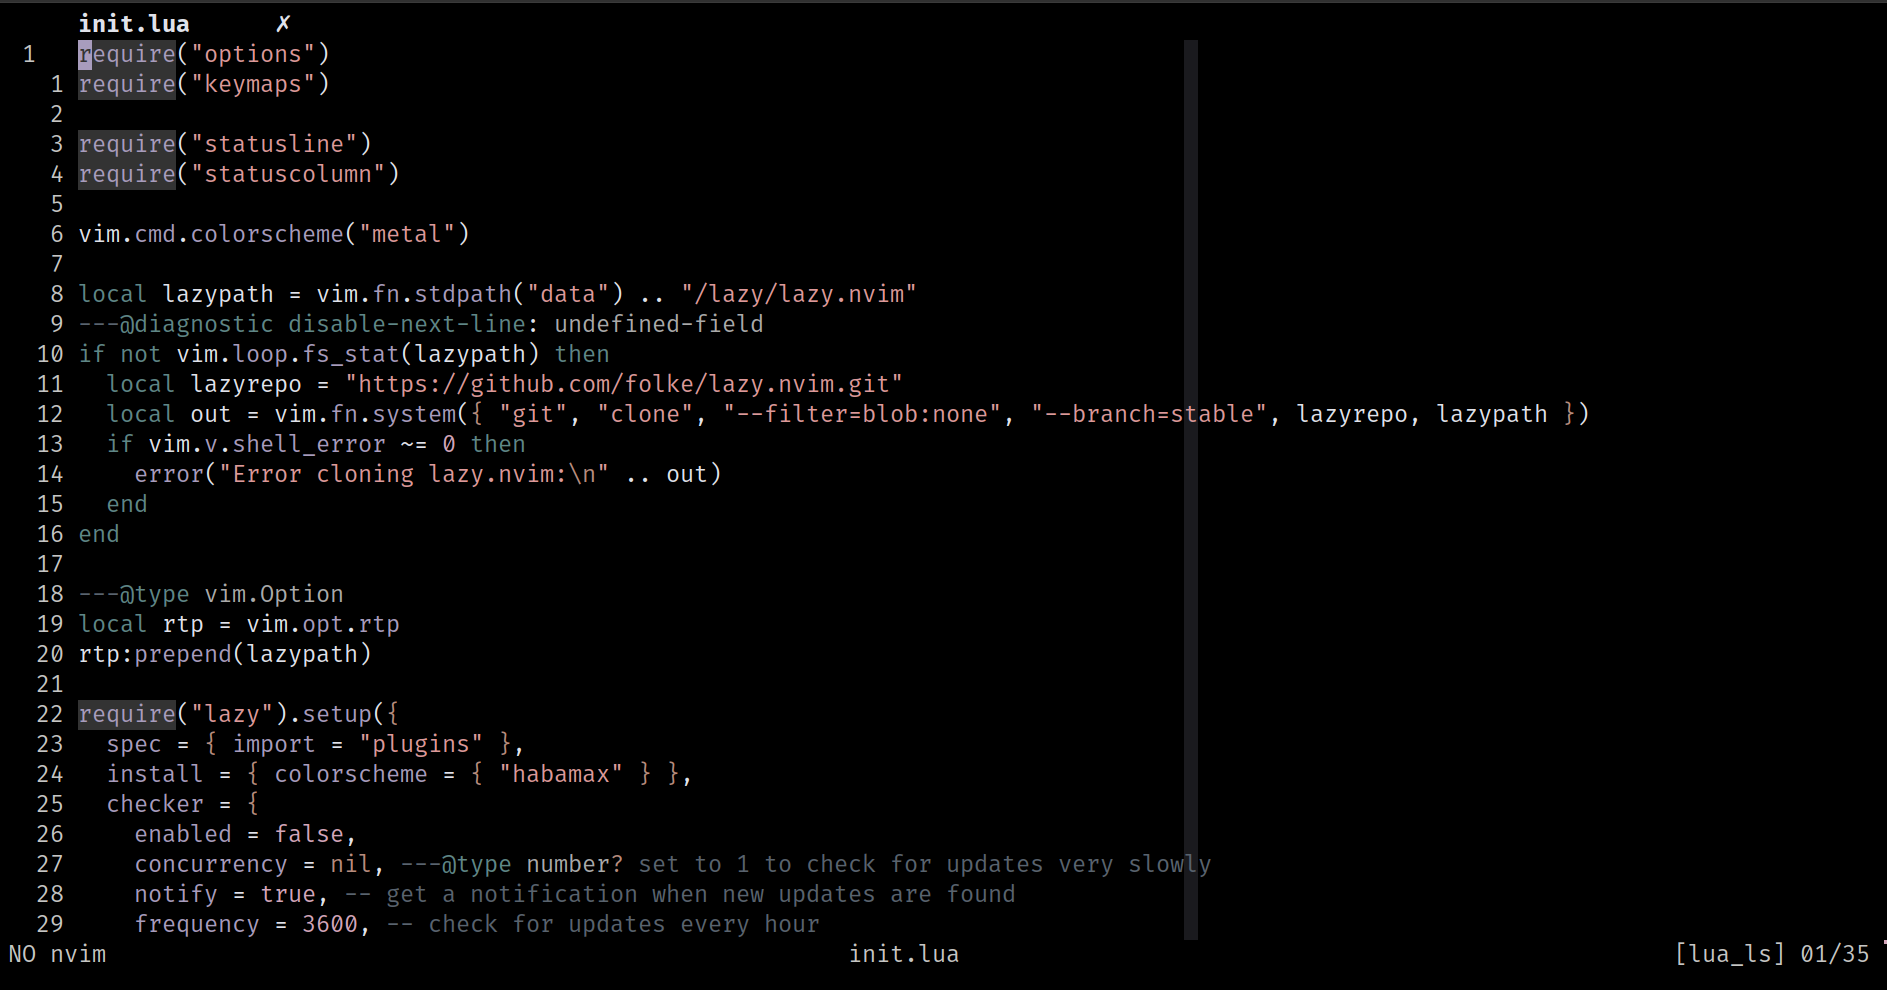 init.lua ✗
1 require("options")
1 require("keymaps")
2
3 require("statusline")
4 require("statuscolumn")
5
6 vim.cmd.colorscheme("metal")
7
8 local lazypath = vim.fn.stdpath("data") .. "/lazy/lazy.nvim"
9 ---@diagnostic disable-next-line: undefined-field
10 if not vim.loop.fs_stat(lazypath) then
11   local lazyrepo = "https://github.com/folke/lazy.nvim.git"
12   local out = vim.fn.system({ "git", "clone", "--filter=blob:none", "--branch=stable", lazyrepo, lazypath })
13   if vim.v.shell_error ~= 0 then
14     error("Error cloning lazy.nvim:\n" .. out)
15   end
16 end
17
18 ---@type vim.Option
19 local rtp = vim.opt.rtp
20 rtp:prepend(lazypath)
21
22 require("lazy").setup({
23   spec = { import = "plugins" },
24   install = { colorscheme = { "habamax" } },
25   checker = {
26     enabled = false,
27     concurrency = nil, ---@type number? set to 1 to check for updates very slowly
28     notify = true, -- get a notification when new updates are found
29     frequency = 3600, -- check for updates every hour
NO nvim init.lua [lua_ls] 01/35